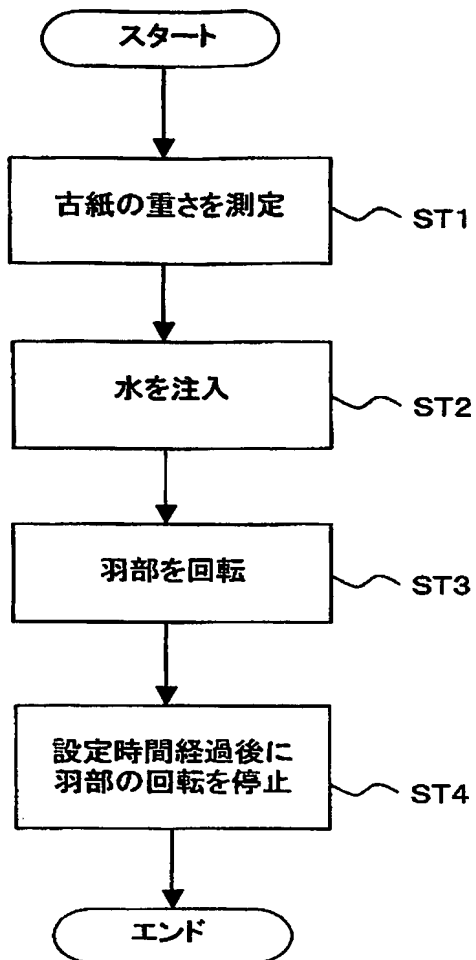 スタート
古紙の重さを測定
ST1
水を注入
ST2
羽部を回転
ST3
設定時間経過後に
羽部の回転を停止
ST4
エンド